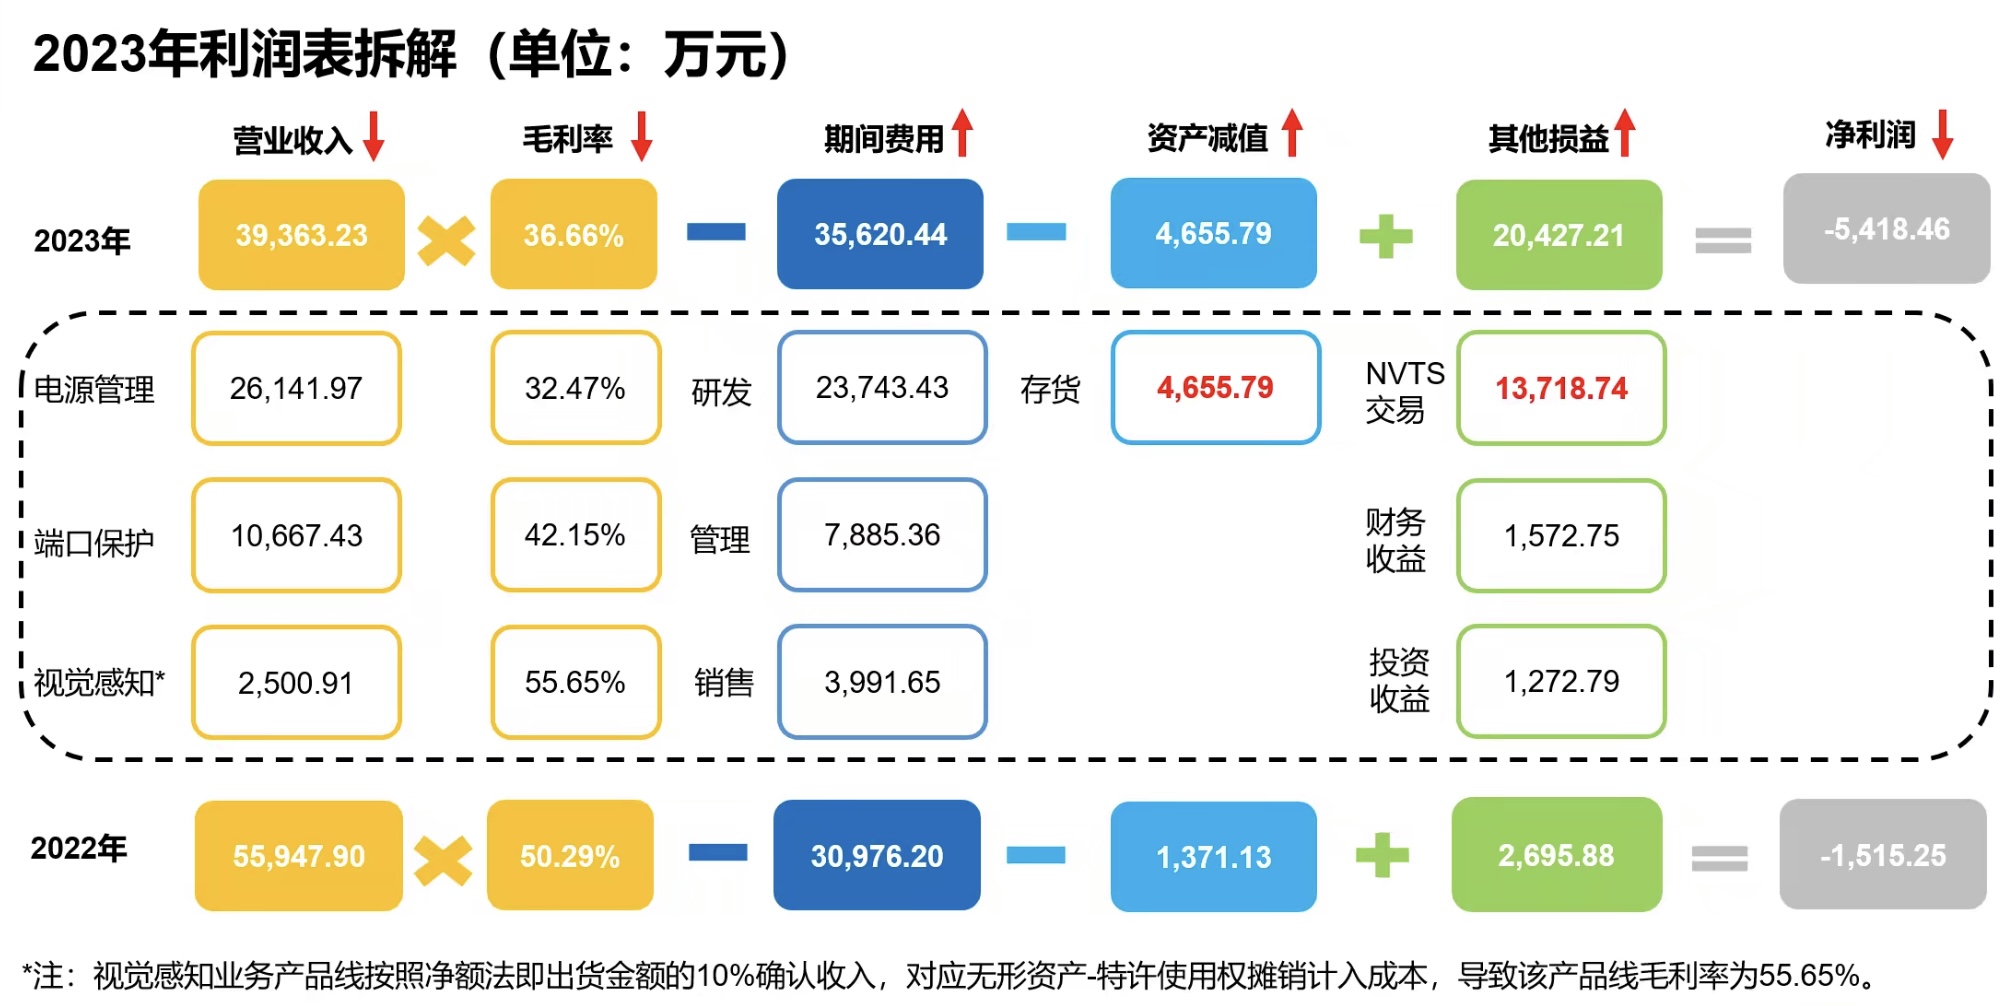 2023年利润表拆解（单位：万元）
营业收入 毛利率 期间费用 资产减值 其他损益 净利润
2023年 39,363.23 36.66% 35,620.44 4,655.79 20,427.21 -5,418.46
电源管理 26,141.97 32.47% 研发 23,743.43 存货 4,655.79 NVTS 交易 13,718.74
端口保护 10,667.43 42.15% 管理 7,885.36 财务 收益 1,572.75
视觉感知* 2,500.91 55.65% 销售 3,991.65 投资 收益 1,272.79
2022年 55,947.90 50.29% 30,976.20 1,371.13 2,695.88 -1,515.25
*注：视觉感知业务产品线按照净额法即出货金额的10%确认收入，对应无形资产-特许使用权摊销计入成本，导致该产品线毛利率为55.65%。